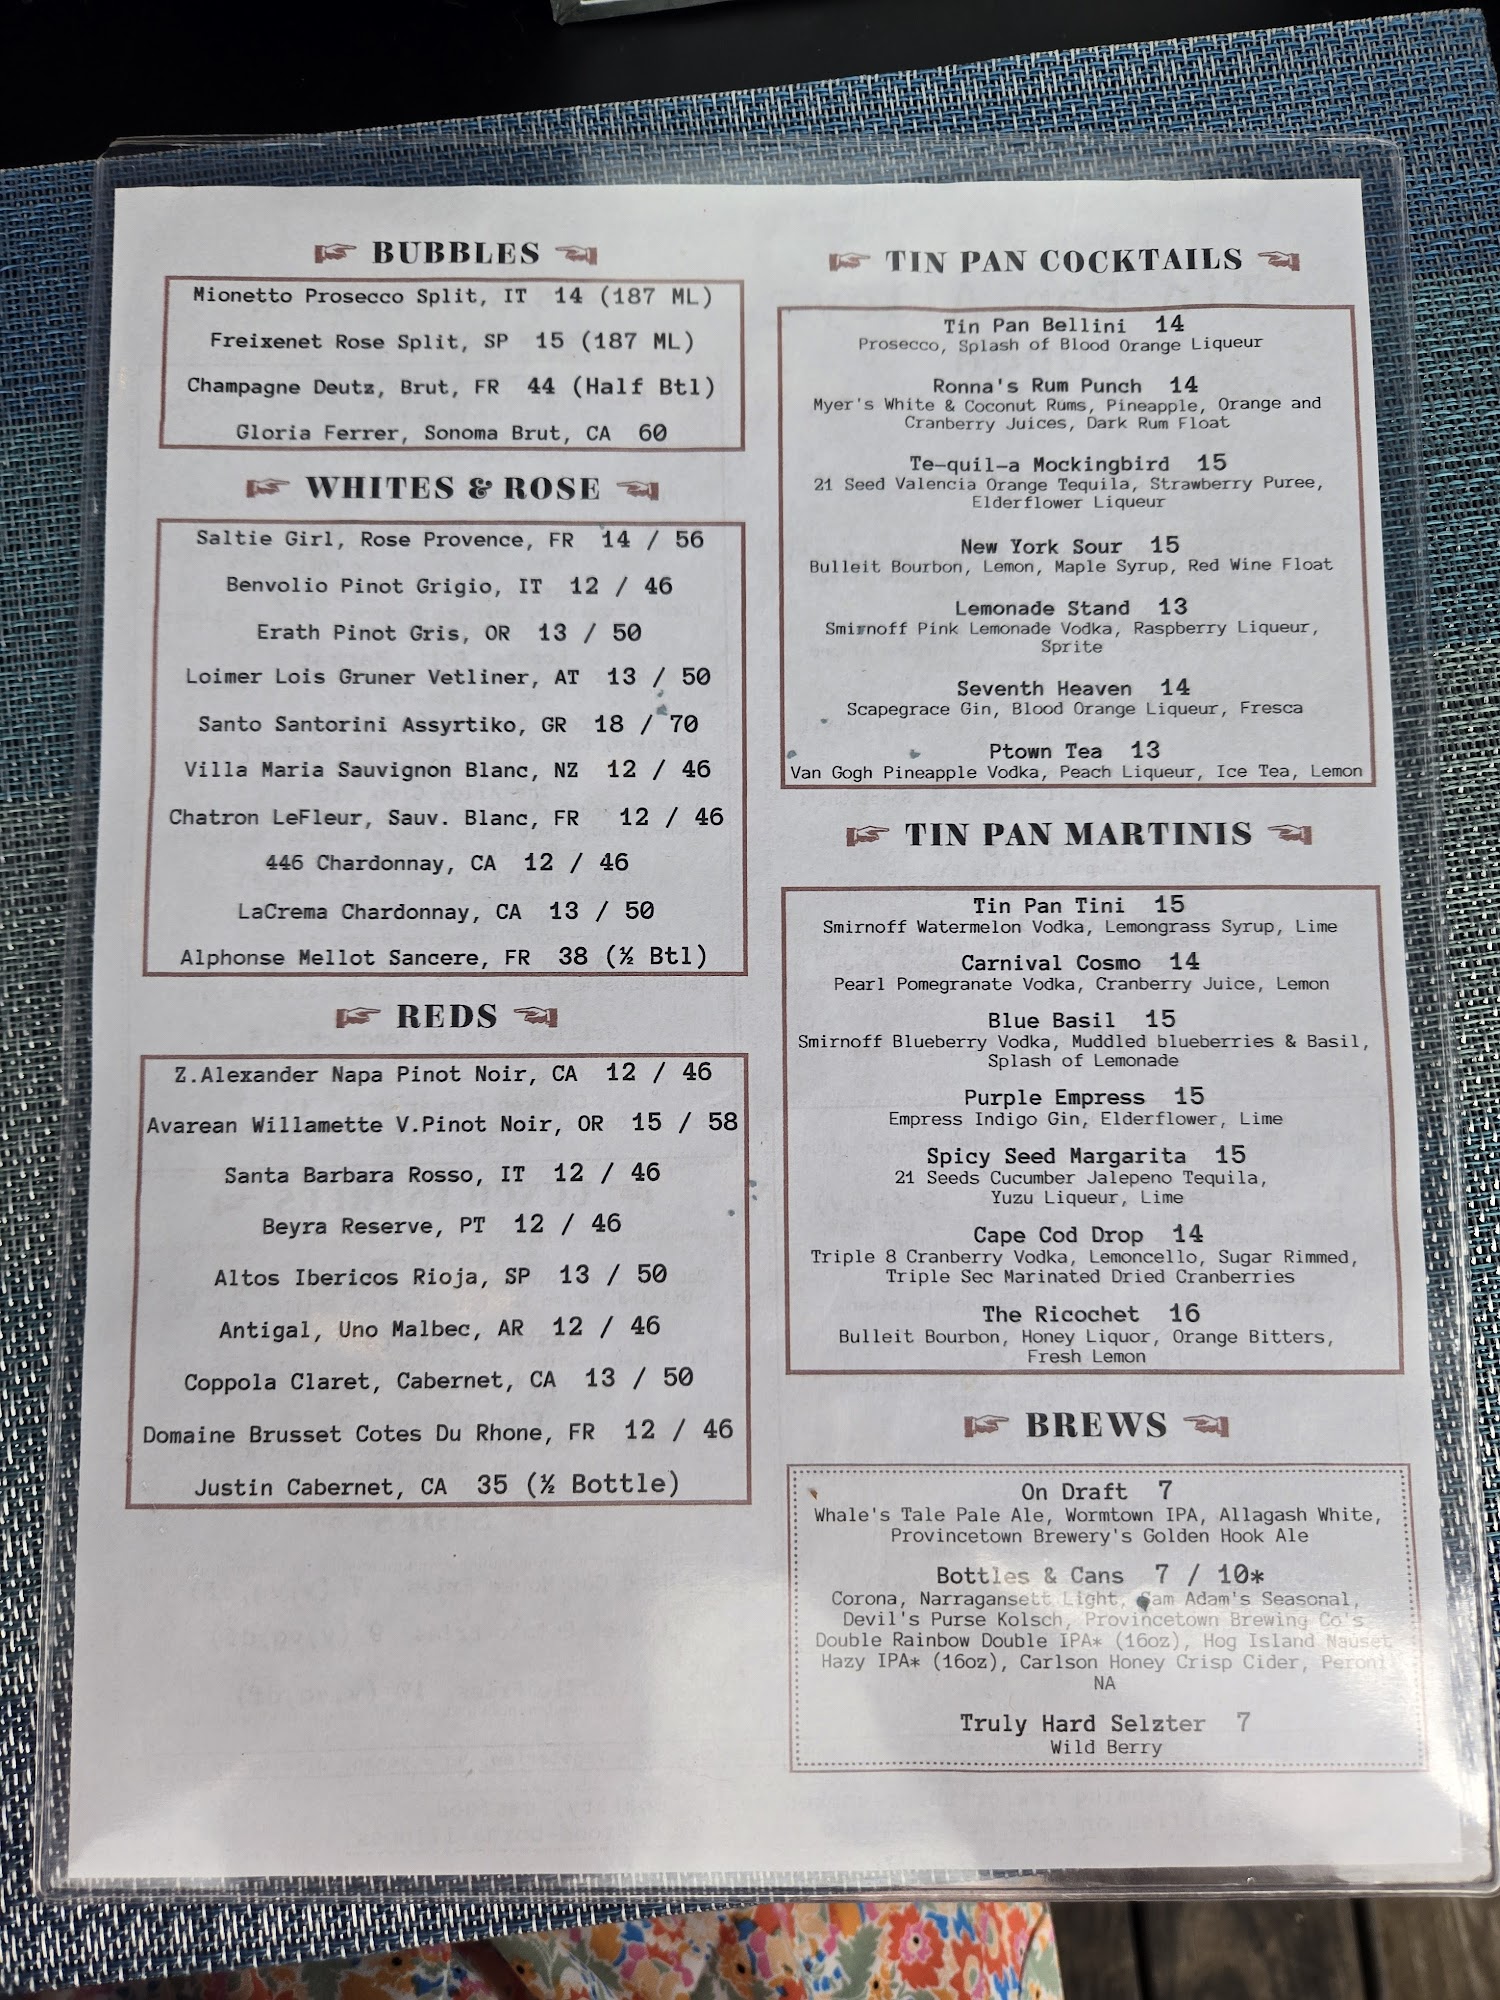 BUBBLES
Mionetto Prosecco Split, IT 14 (187 ML)
Freixenet Rose Split, SP 15 (187 ML)
Champagne Deutz, Brut, FR 44 (Half Btl)
Gloria Ferrer, Sonoma Brut, CA 60
WHITES & ROSE
Saltie Girl, Rose Provence, FR 14 / 56
Benvolio Pinot Grigio, IT 12 / 46
Erath Pinot Gris, OR 13 / 50
Loimer Lois Gruner Vetliner, AT 13 / 50
Santo Santorini Assyrtiko, GR 18 / 70
Villa Maria Sauvignon Blanc, NZ 12 / 46
Chatron LeFleur, Sauv. Blanc, FR 12 / 46
446 Chardonnay, CA 12 / 46
LaCrema Chardonnay, CA 13 / 50
Alphonse Mellot Sancere, FR 38 (½ Btl)
REDS
Z.Alexander Napa Pinot Noir, CA 12 / 46
Avarean Willamette V.Pinot Noir, OR 15 / 58
Santa Barbara Rosso, IT 12 / 46
Beyra Reserve, PT 12 / 46
Altos Ibericos Rioja, SP 13 / 50
Antigal, Uno Malbec, AR 12 / 46
Coppola Claret, Cabernet, CA 13 / 50
Domaine Brusset Cotes Du Rhone, FR 12 / 46
Justin Cabernet, CA 35 (½ Bottle)
TIN PAN COCKTAILS
Tin Pan Bellini 14
Prosecco, Splash of Blood Orange Liqueur
Ronna's Rum Punch 14
Myer's White & Coconut Rums, Pineapple, Orange and
Cranberry Juices, Dark Rum Float
Te-quil-a Mockingbird 15
21 Seed Valencia Orange Tequila, Strawberry Puree,
Elderflower Liqueur
New York Sour 15
Bulleit Bourbon, Lemon, Maple Syrup, Red Wine Float
Lemonade Stand 13
Smirnoff Pink Lemonade Vodka, Raspberry Liqueur,
Sprite
Seventh Heaven 14
Scapegrace Gin, Blood Orange Liqueur, Fresca
Ptown Tea 13
Van Gogh Pineapple Vodka, Peach Liqueur, Ice Tea, Lemon
TIN PAN MARTINIS
Tin Pan Tini 15
Smirnoff Watermelon Vodka, Lemongrass Syrup, Lime
Carnival Cosmo 14
Pearl Pomegranate Vodka, Cranberry Juice, Lemon
Blue Basil 15
Smirnoff Blueberry Vodka, Muddled blueberries & Basil,
Splash of Lemonade
Purple Empress 15
Empress Indigo Gin, Elderflower, Lime
Spicy Seed Margarita 15
21 Seeds Cucumber Jalepeno Tequila,
Yuzu Liqueur, Lime
Cape Cod Drop 14
Triple 8 Cranberry Vodka, Lemoncello, Sugar Rimmed,
Triple Sec Marinated Dried Cranberries
The Ricochet 16
Bulleit Bourbon, Honey Liquor, Orange Bitters,
Fresh Lemon
BREWS
On Draft 7
Whale's Tale Pale Ale, Wormtown IPA, Allagash White,
Provincetown Brewery's Golden Hook Ale
Bottles & Cans 7 / 10*
Corona, Narragansett Light, Sam Adam's Seasonal,
Devil's Purse Kolsch, Provincetown Brewing Co's
Double Rainbow Double IPA* (16oz), Hog Island Nauset
Hazy IPA* (16oz), Carlson Honey Crisp Cider, Peroni
NA
Truly Hard Selzter 7
Wild Berry